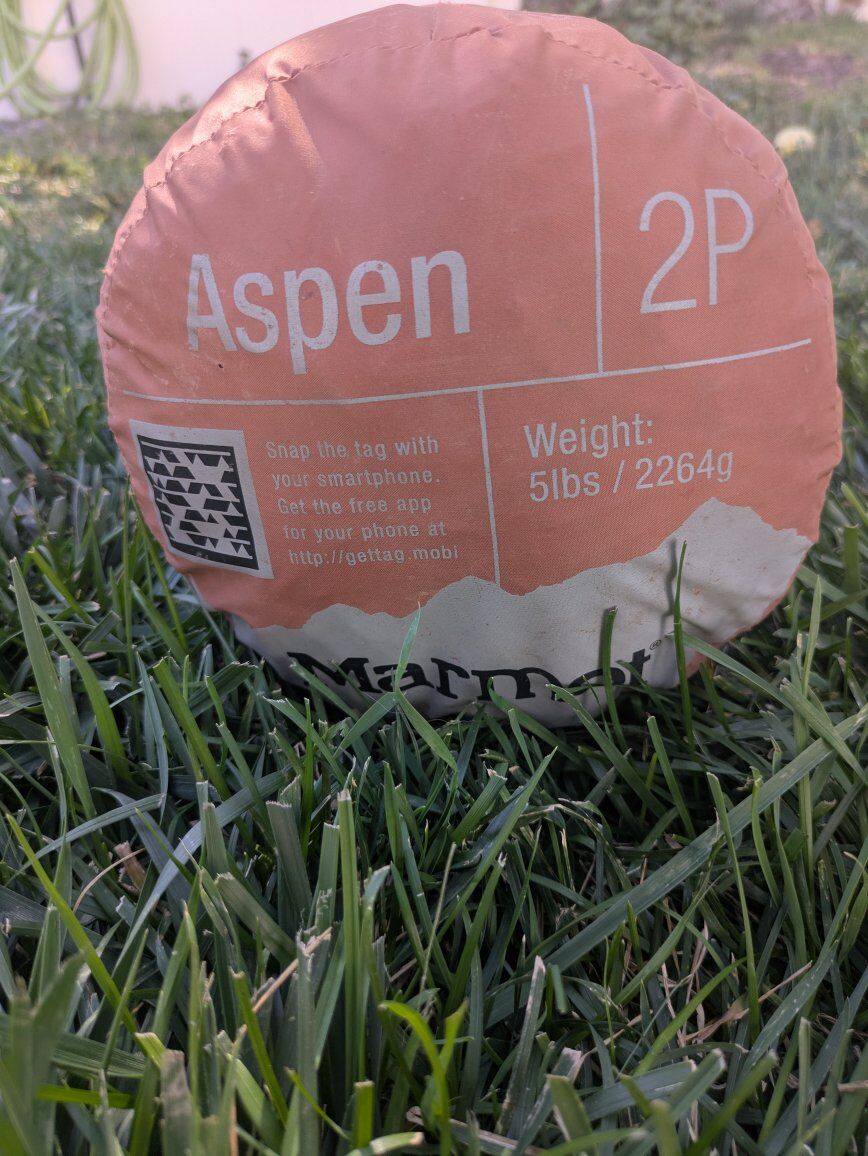 Aspen
2P
Snap the tag with
your smartphone.
Get the free app
for your phone at
http://gettag.mobi
Weight:
5lbs / 2264g
Marmot®